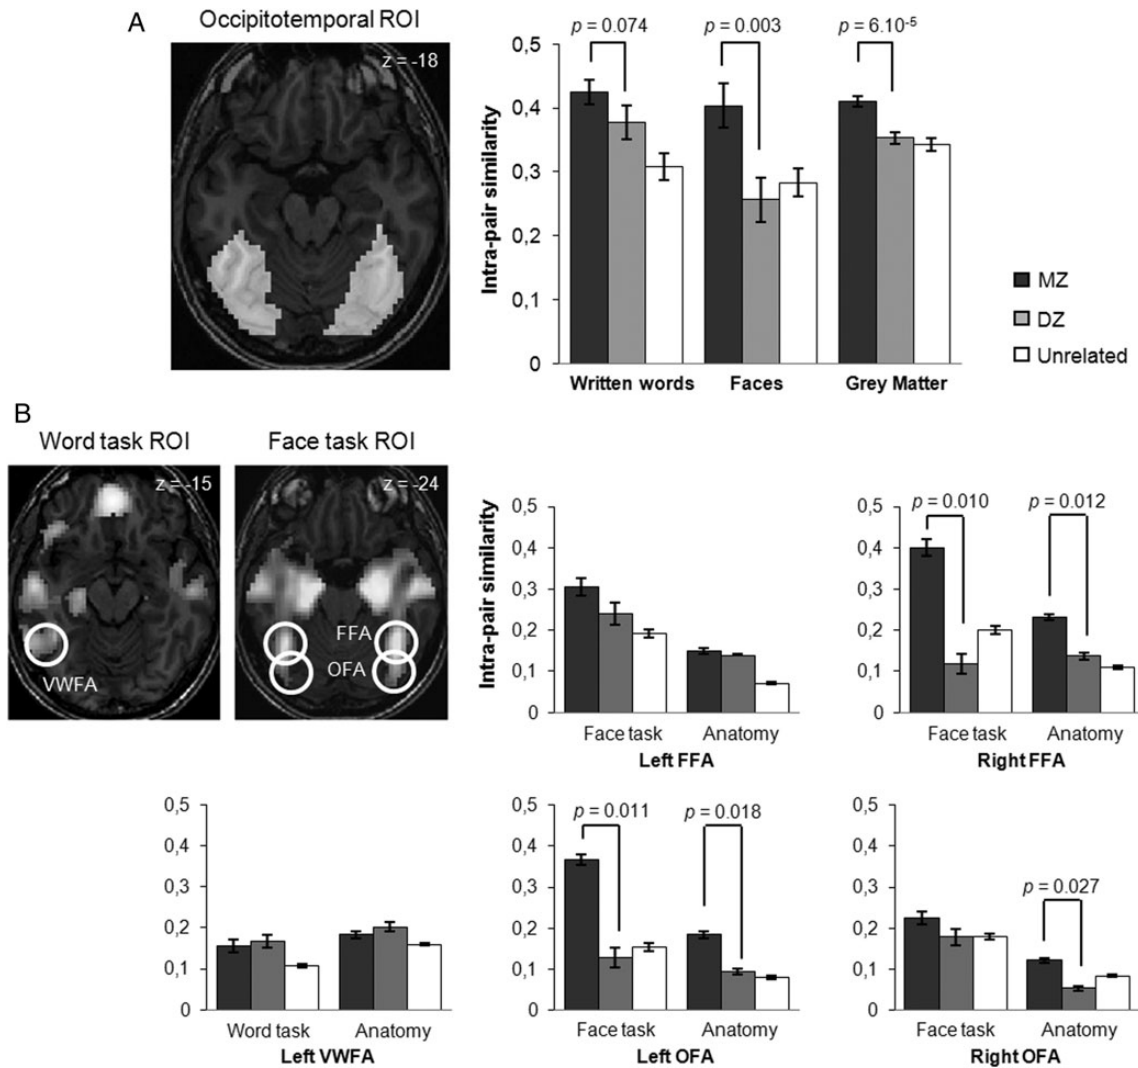 A
Occipitotemporal ROI
z = -18
Intra-pair similarity
0,5
0,4
0,3
0,2
0,1
0
p = 0.074
p = 0.003
p = 6.10-5
Written words
Faces
Grey Matter
MZ
DZ
Unrelated
B
Word task ROI
Face task ROI
z = -15
z = -24
VWFA
FFA
OFA
Intra-pair similarity
0,5
0,4
0,3
0,2
0,1
0
Face task
Anatomy
Left FFA
0,5
0,4
0,3
0,2
0,1
0
p = 0.010
p = 0.012
Face task
Anatomy
Right FFA
0,5
0,4
0,3
0,2
0,1
0
Word task
Anatomy
Left VWFA
0,5
0,4
0,3
0,2
0,1
0
p = 0.011
p = 0.018
Face task
Anatomy
Left OFA
0,5
0,4
0,3
0,2
0,1
0
p = 0.027
Face task
Anatomy
Right OFA